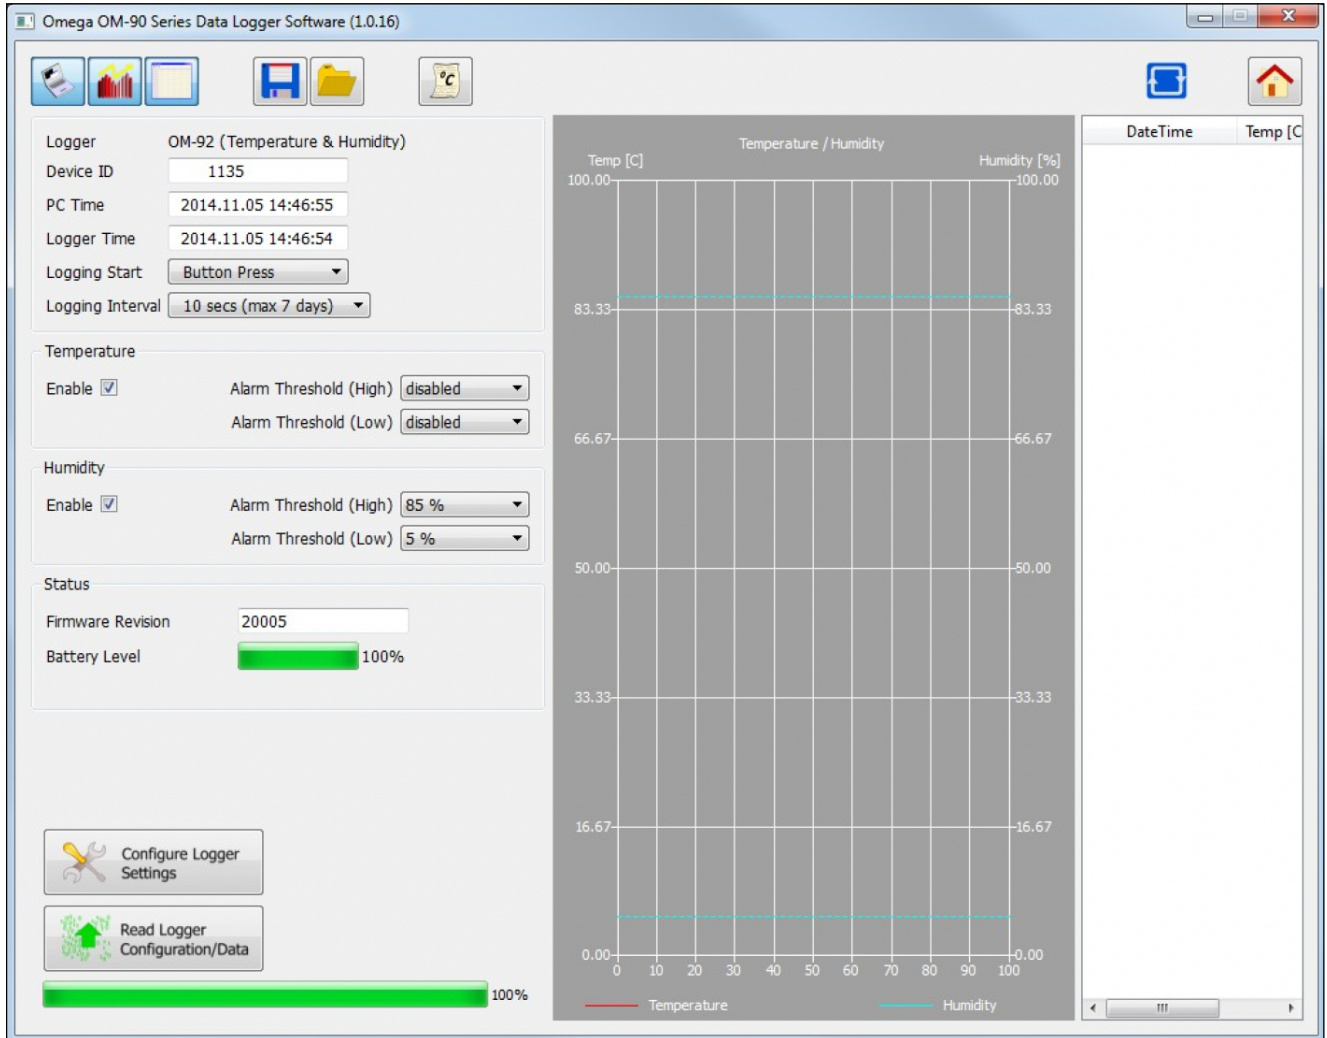 Omega OM-90 Series Data Logger Software (1.0.16)
°C
Logger OM-92 (Temperature & Humidity)
Device ID 1135
PC Time 2014.11.05 14:46:55
Logger Time 2014.11.05 14:46:54
Logging Start Button Press
Logging Interval 10 secs (max 7 days)
Temperature
Enable Alarm Threshold (High) disabled
Alarm Threshold (Low) disabled
Humidity
Enable Alarm Threshold (High) 85 %
Alarm Threshold (Low) 5 %
Status
Firmware Revision 20005
Battery Level 100%
Configure Logger
Settings
Read Logger
Configuration/Data
100%
Temperature / Humidity
Temp [C] Humidity [%]
100.00 100.00
83.33 83.33
66.67 66.67
50.00 50.00
33.33 33.33
16.67 16.67
0.00 0.00
0 10 20 30 40 50 60 70 80 90 100
Temperature Humidity
DateTime Temp [C